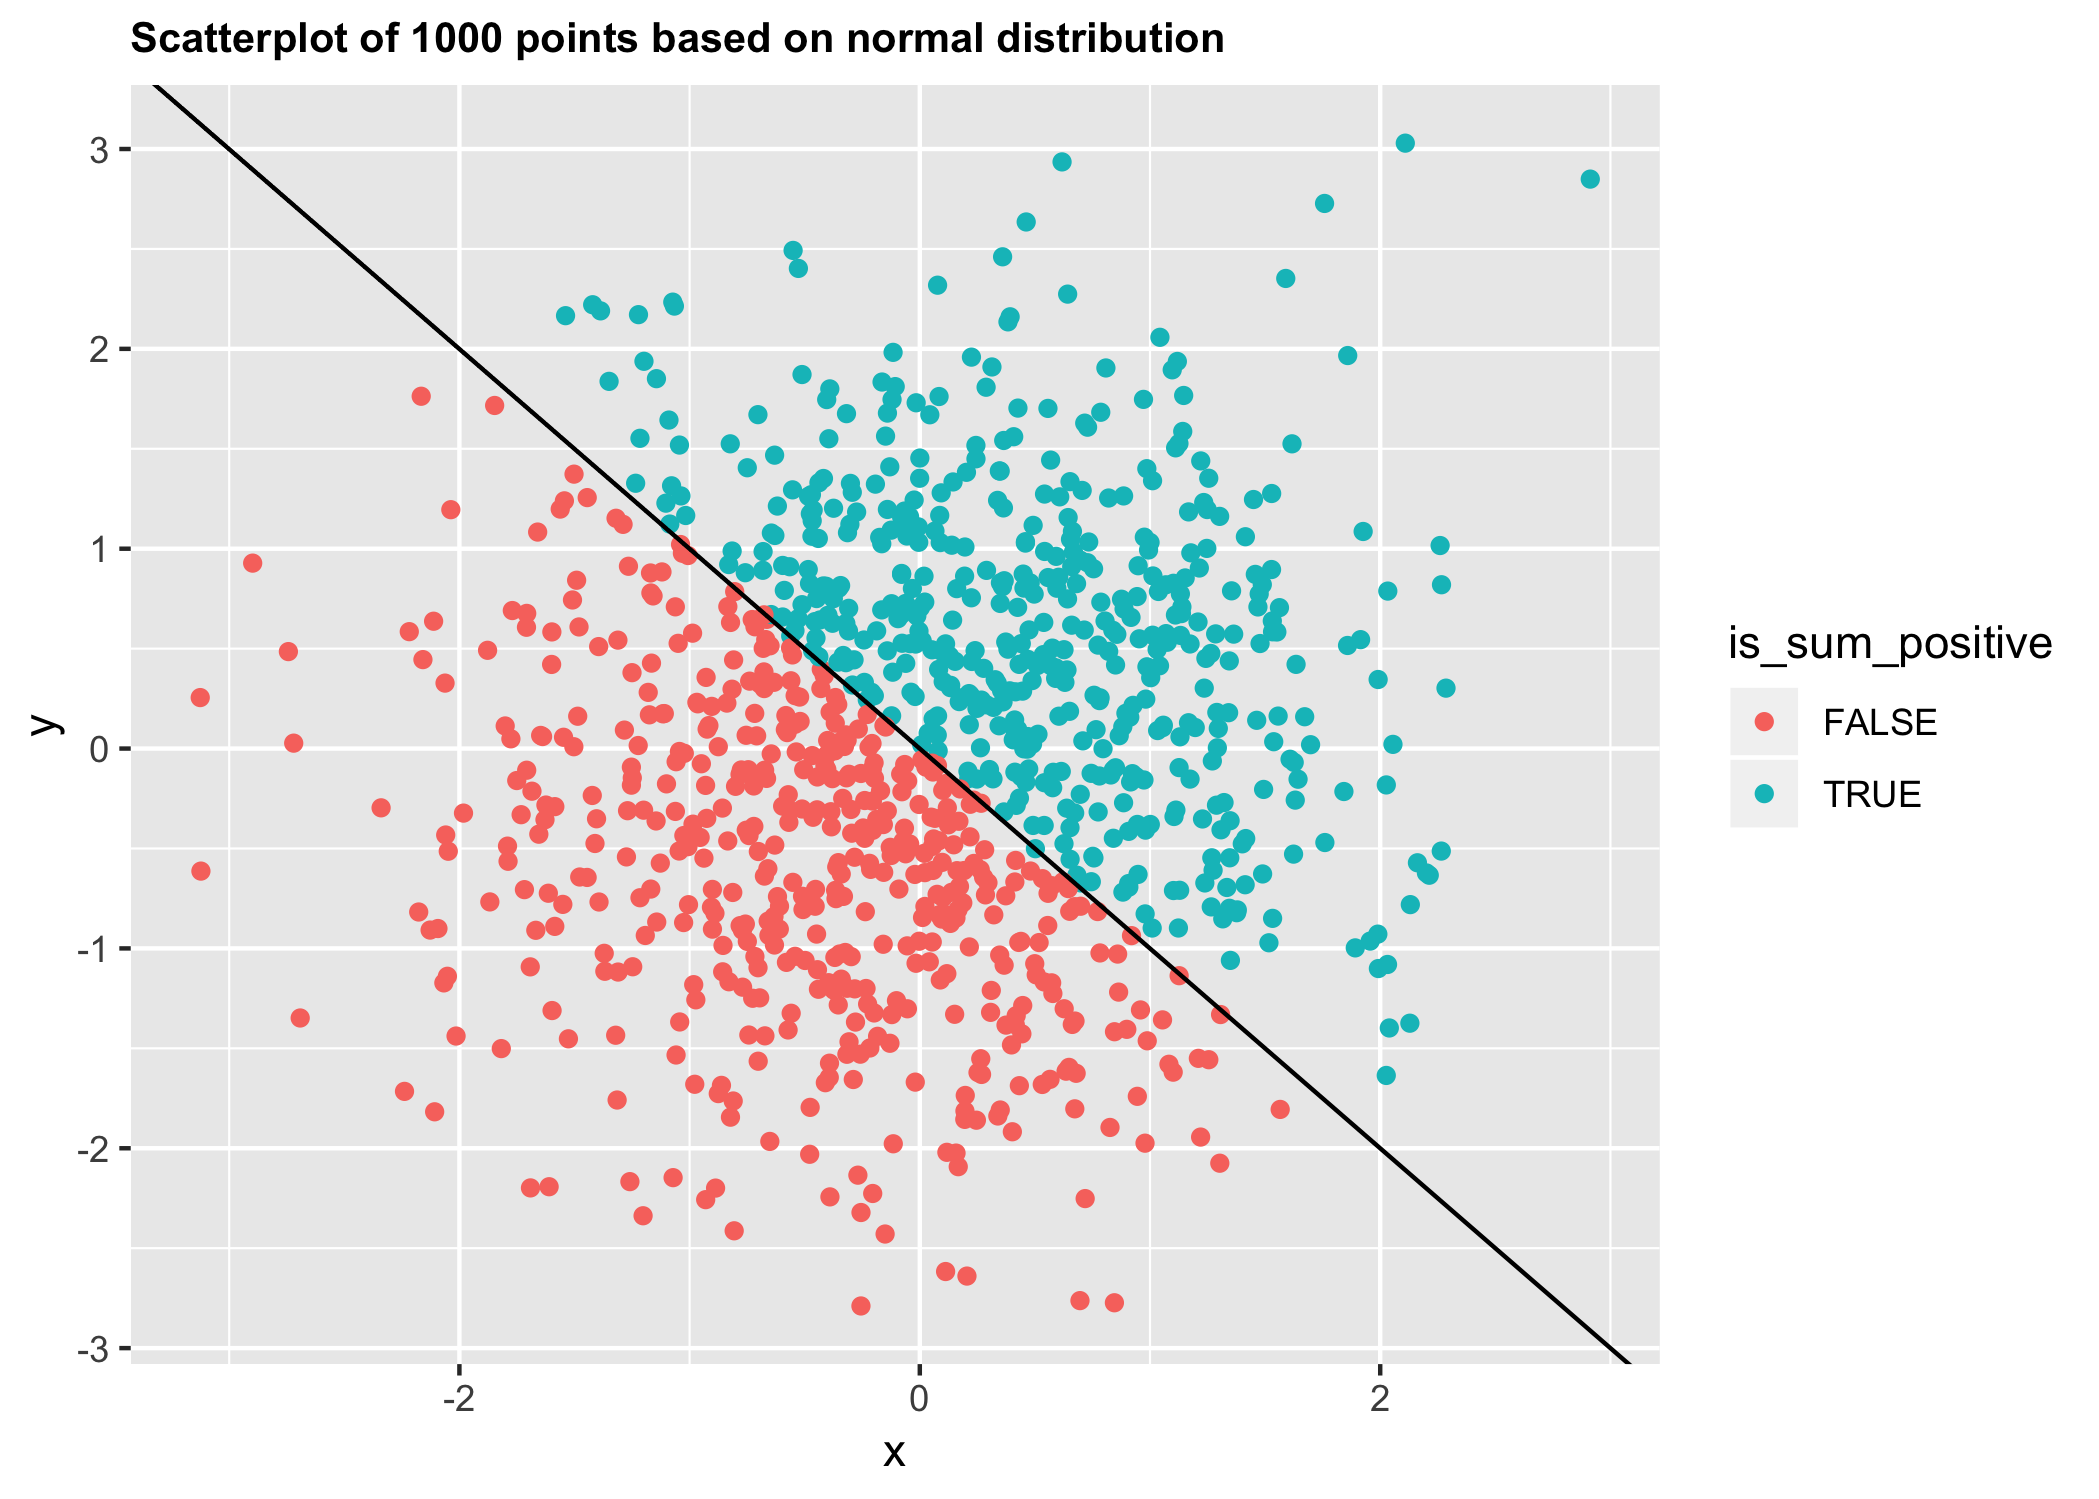 Scatterplot of 1000 points based on normal distribution
3
2
1
0
-1
-2
-3
y
-2
0
2
x
is_sum_positive
FALSE
TRUE